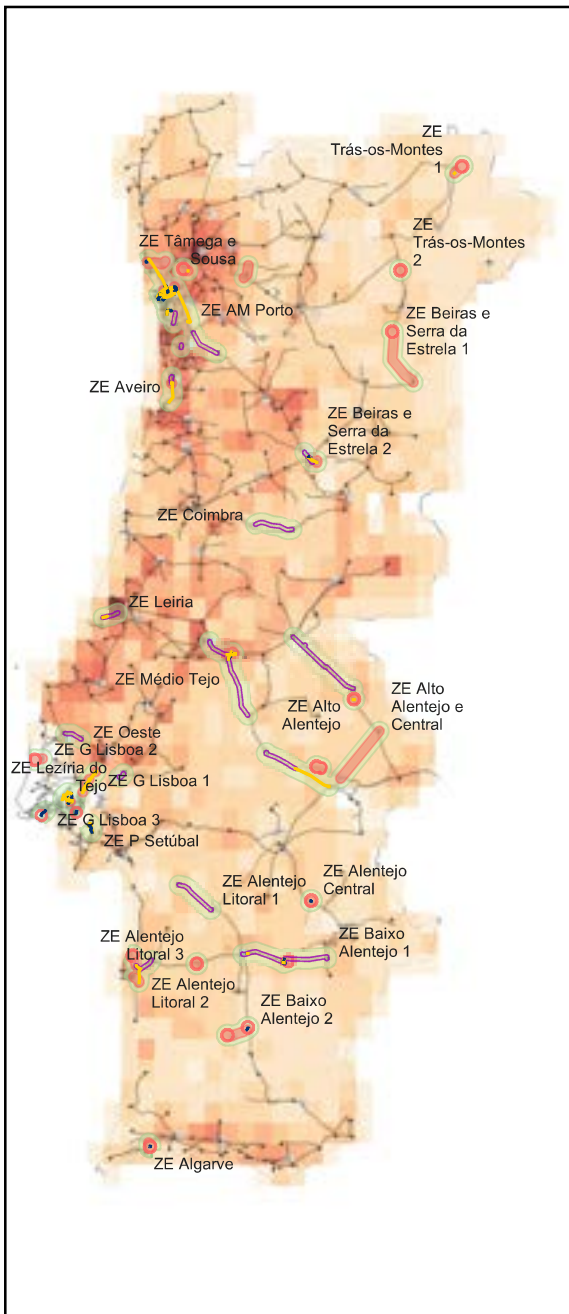 ZE
Trás-os-Montes
1
ZE Tâmega e
Sousa
ZE
Trás-os-Montes
2
ZE AM Porto
ZE Beiras e
Serra da
Estrela 1
ZE Aveiro
ZE Beiras e
Serra da
Estrela 2
ZE Coimbra
ZE Leiria
ZE Médio Tejo
ZE Alto
Alentejo
ZE Alto
Alentejo e
Central
ZE Oeste
ZE G Lisboa 2
ZE Lezíria do
Tejo
ZE G Lisboa 1
ZE G Lisboa 3
ZE P Setúbal
ZE Alentejo
Central
ZE Alentejo
Litoral 1
ZE Alentejo
Litoral 3
ZE Baixo
Alentejo 1
ZE Alentejo
Litoral 2
ZE Baixo
Alentejo 2
ZE Algarve